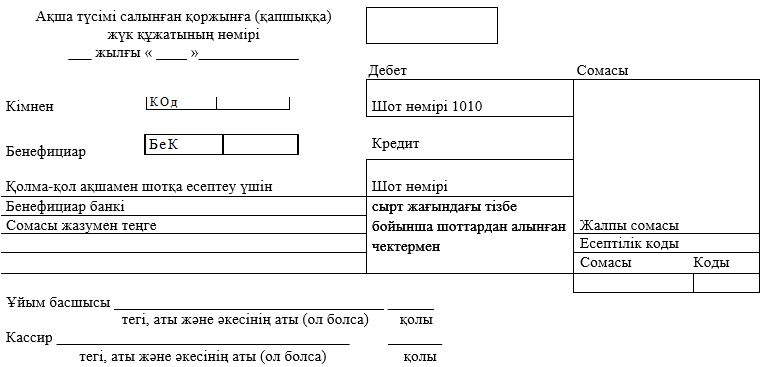 Ақша түсімі салынған қоржынға (қапшыққа)
жүк құжатының нөмірі
___ жылғы « ____ »_____________
Дебет Сомасы
Кімнен КОд Шот нөмірі 1010
Бенефициар БеК Кредит
Қолма-қол ақшамен шотқа есептеу үшін Шот нөмірі
Бенефициар банкі сырт жағындағы тізбе
Сомасы жазумен теңге бойынша шоттардан алынған Жалпы сомасы
чектермен Есептілік коды
Сомасы Коды
Ұйым басшысы ___________________________________ ______
тегі, аты және әкесінің аты (ол болса) қолы
Кассир ______________________________________ _______
тегі, аты және әкесінің аты (ол болса) қолы